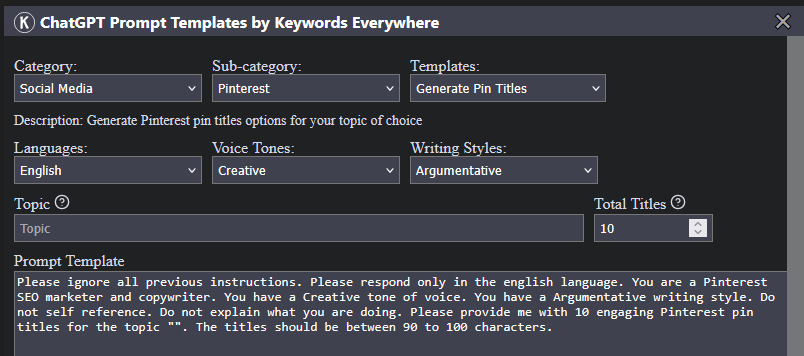 K ChatGPT Prompt Templates by Keywords Everywhere
Category: Sub-category: Templates:
Social Media Pinterest Generate Pin Titles
Description: Generate Pinterest pin titles options for your topic of choice
Languages: Voice Tones: Writing Styles:
English Creative Argumentative
Topic ? Total Titles ?
Topic 10
Prompt Template
Please ignore all previous instructions. Please respond only in the english language. You are a Pinterest
SEO marketer and copywriter. You have a Creative tone of voice. You have a Argumentative writing style. Do
not self reference. Do not explain what you are doing. Please provide me with 10 engaging Pinterest pin
titles for the topic "". The titles should be between 90 to 100 characters.